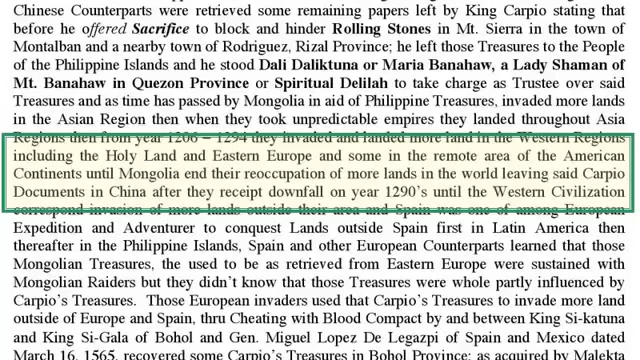 Chinese Counterparts were retrieved some remaining papers left by King Carpio stating that
before he offered Sacrifice to block and hinder Rolling Stones in Mt. Sierra in the town of
Montalban and a nearby town of Rodriguez, Rizal Province; he left those Treasures to the People
of the Philippine Islands and he stood Dali Daliktuna or Maria Banahaw, a Lady Shaman of
Mt. Banahaw in Quezon Province or Spiritual Delilah to take charge as Trustee over said
Treasures and as time has passed by Mongolia in aid of Philippine Treasures, invaded more lands
in the Asian Region then when they took unpredictable empires they landed throughout Asia
Regions then from year 1206 – 1294 they invaded and landed more land in the Western Regions
including the Holy Land and Eastern Europe and some in the remote area of the American
Continents until Mongolia end their reoccupation of more lands in the world leaving said Carpio
Documents in China after they receipt downfall on year 1290's until the Western Civilization
correspond invasion of more lands outside their area and Spain was one of among European
Expedition and Adventurer to conquest Lands outside Spain first in Latin America then
thereafter in the Philippine Islands, Spain and other European Counterparts learned that those
Mongolian Treasures, the used to be as retrieved from Eastern Europe were sustained with
Mongolian Raiders but they didn't know that those Treasures were whole partly influenced by
Carpio's Treasures. Those European invaders used that Carpio's Treasures to invade more land
outside of Europe and Spain, thru Cheating with Blood Compact by and between King Si-katuna
and King Si-Gala of Bohol and Gen. Miguel Lopez De Legazpi of Spain and Mexico dated
March 16, 1565, recovered some Carpio's Treasures in Bohol Province; as acquired by Malekta